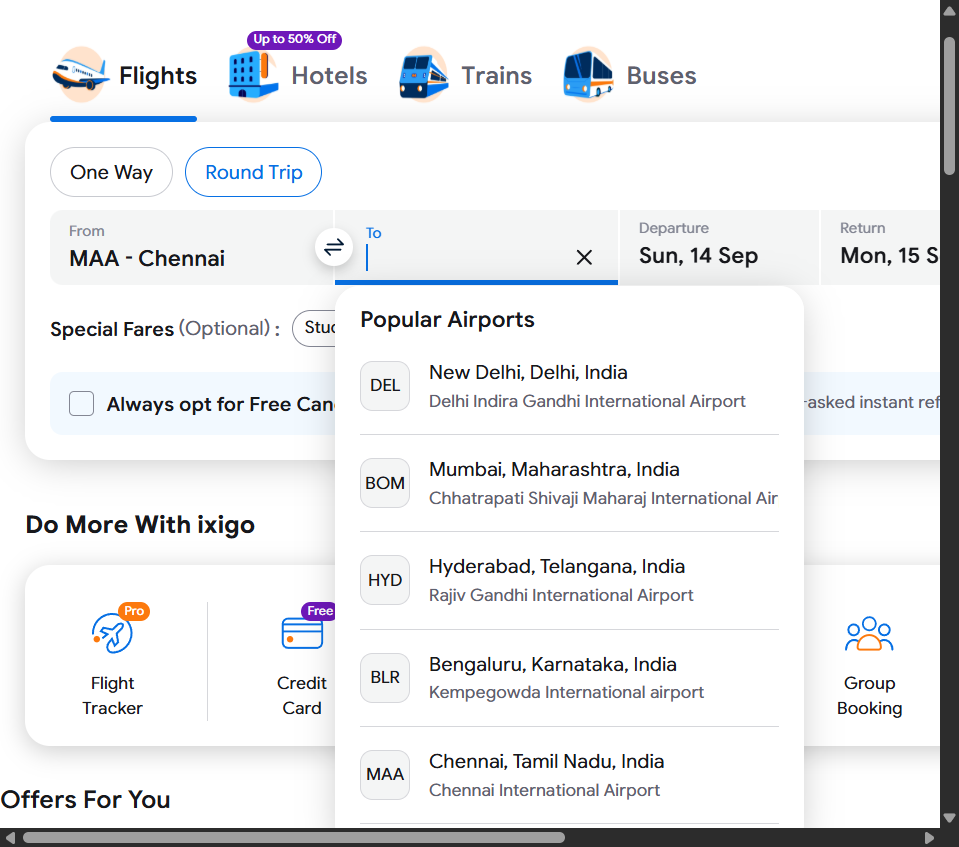 Up to 50% Off
Flights
Hotels
Trains
Buses
One Way
Round Trip
From
MAA - Chennai
To
Departure
Sun, 14 Sep
Return
Mon, 15 S
Special Fares (Optional) :
Stud
Always opt for Free Can
-asked instant ref
Popular Airports
DEL
New Delhi, Delhi, India
Delhi Indira Gandhi International Airport
BOM
Mumbai, Maharashtra, India
Chhatrapati Shivaji Maharaj International Air
HYD
Hyderabad, Telangana, India
Rajiv Gandhi International Airport
BLR
Bengaluru, Karnataka, India
Kempegowda International airport
MAA
Chennai, Tamil Nadu, India
Chennai International Airport
Do More With ixigo
Pro
Flight
Tracker
Free
Credit
Card
Group
Booking
Offers For You